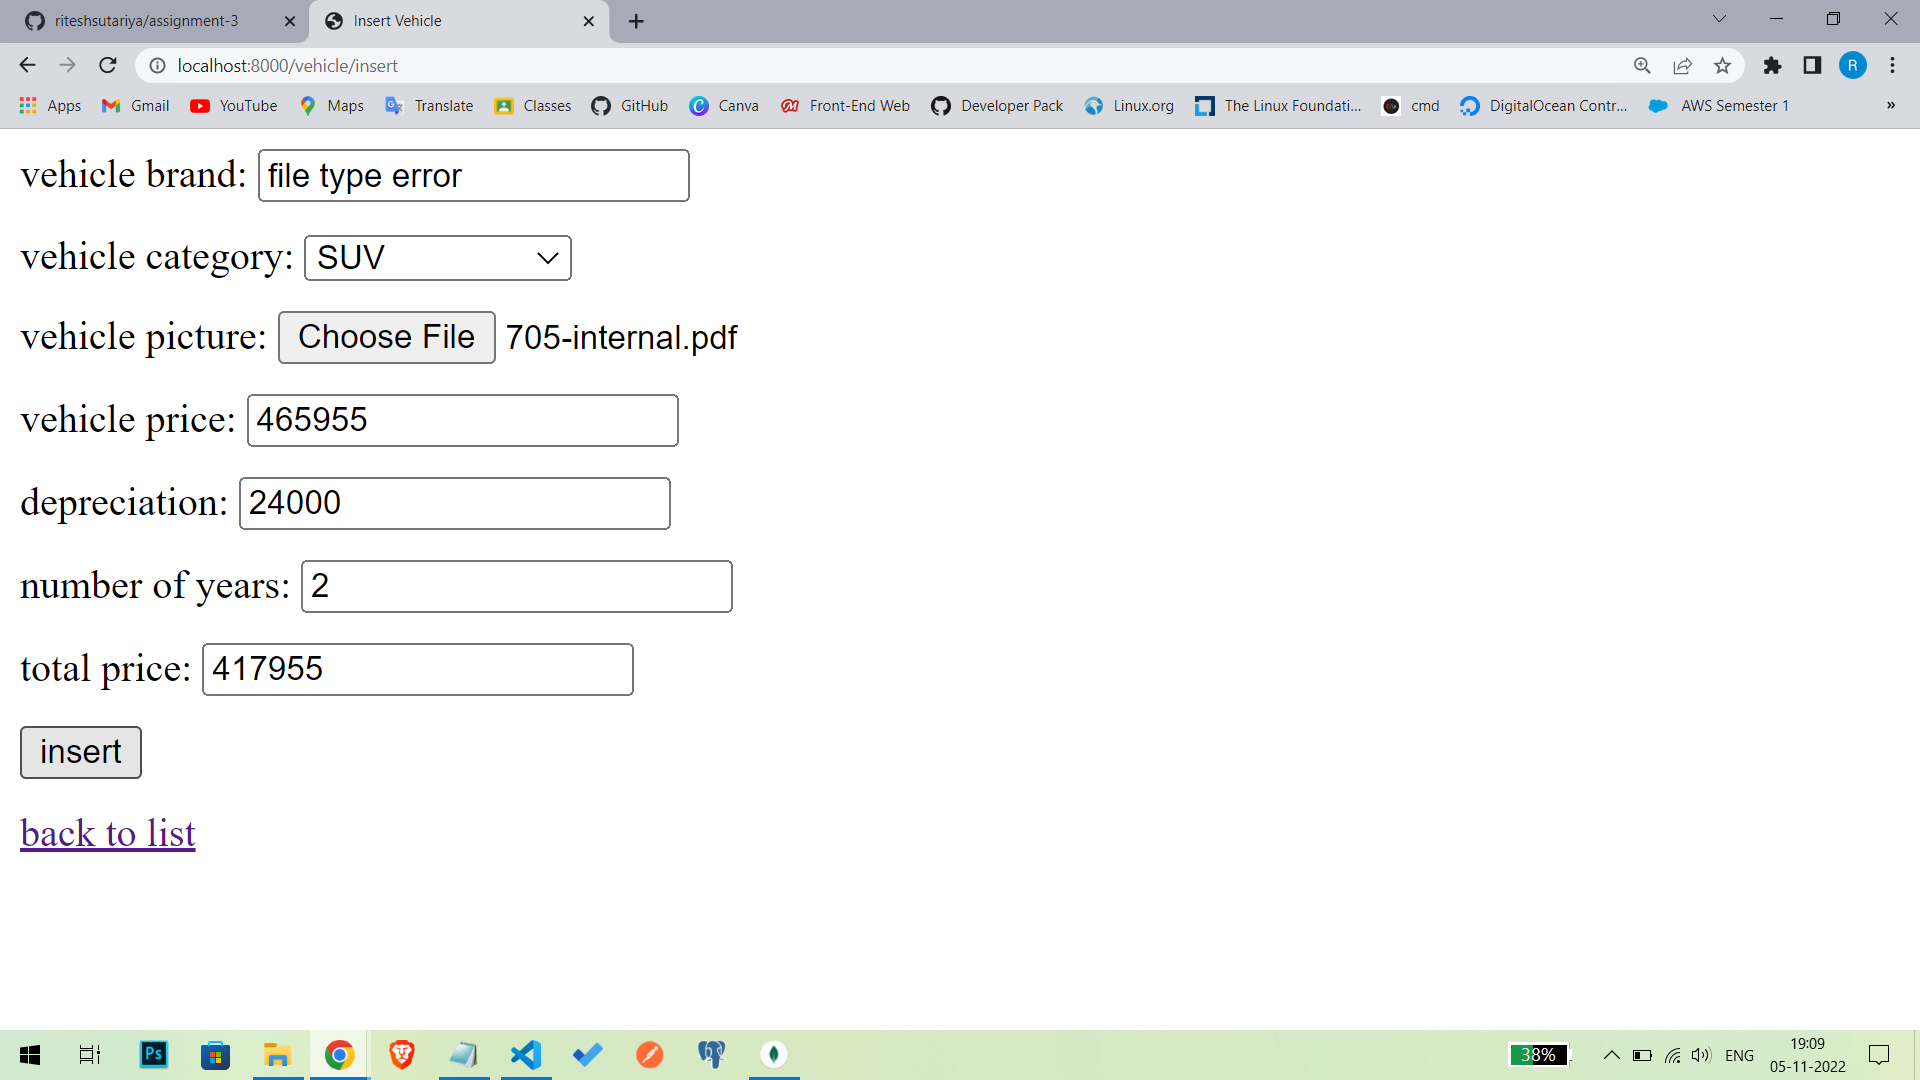 riteshsutariya/assignment-3
Insert Vehicle
localhost:8000/vehicle/insert
R
Apps
Gmail
YouTube
Maps
Translate
Classes
GitHub
Canva
Front-End Web
Developer Pack
Linux.org
The Linux Foundati...
cmd
DigitalOcean Contr...
AWS Semester 1
»
vehicle brand: file type error
vehicle category: SUV
vehicle picture: Choose File 705-internal.pdf
vehicle price: 465955
depreciation: 24000
number of years: 2
total price: 417955
insert
back to list
Ps
38%
ENG
19:09
05-11-2022